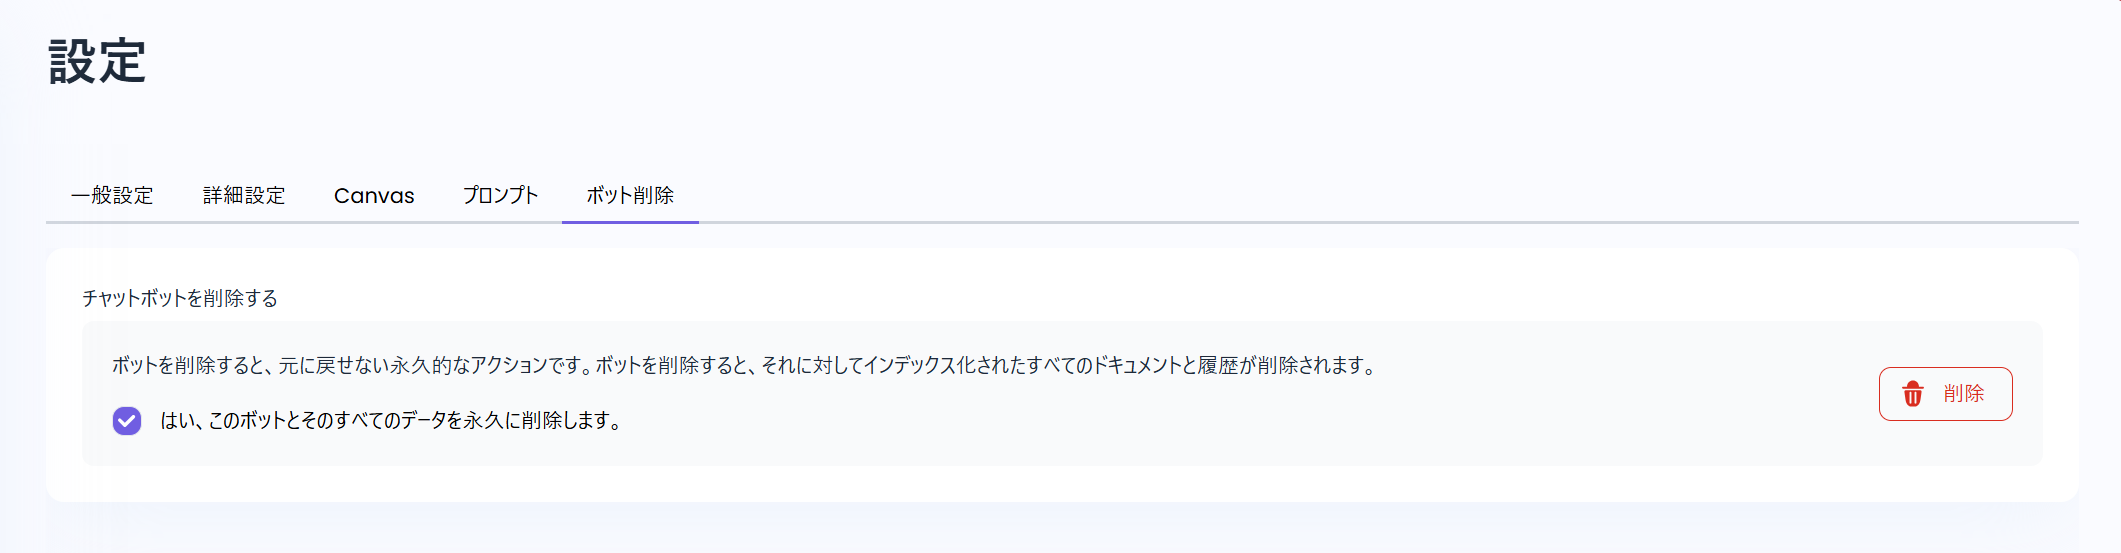 設定
一般設定 詳細設定 Canvas プロンプト ボット削除
チャットボットを削除する
ボットを削除すると、元に戻せない永久的なアクションです。ボットを削除すると、それに対してインデックス化されたすべてのドキュメントと履歴が削除されます。
削除
はい、このボットとそのすべてのデータを永久に削除します。